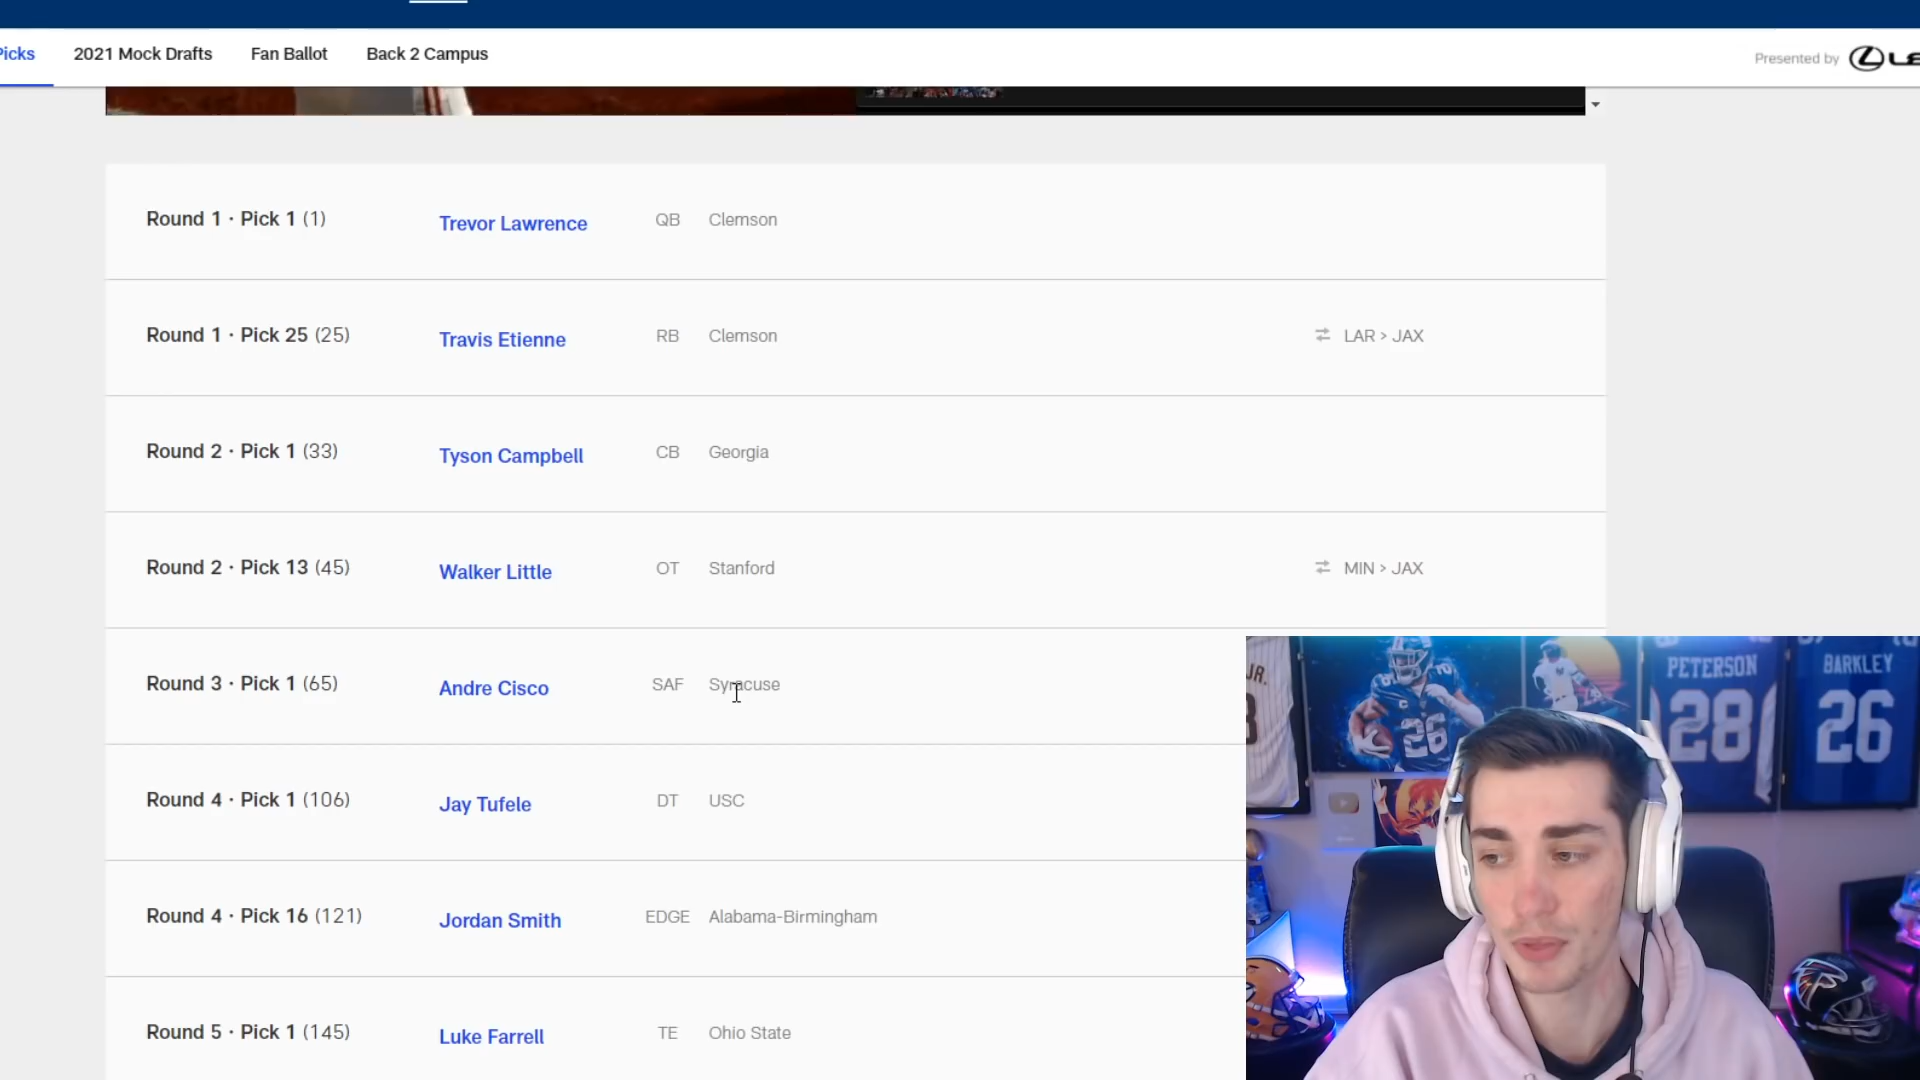 Picks 2021 Mock Drafts Fan Ballot Back 2 Campus Presented by LE
Round 1 · Pick 1 (1) Trevor Lawrence QB Clemson
Round 1 · Pick 25 (25) Travis Etienne RB Clemson LAR > JAX
Round 2 · Pick 1 (33) Tyson Campbell CB Georgia
Round 2 · Pick 13 (45) Walker Little OT Stanford MIN > JAX
Round 3 · Pick 1 (65) Andre Cisco SAF Syracuse
Round 4 · Pick 1 (106) Jay Tufele DT USC
Round 4 · Pick 16 (121) Jordan Smith EDGE Alabama-Birmingham
Round 5 · Pick 1 (145) Luke Farrell TE Ohio State
JR.
26
PETERSON
28
BARKLEY
26